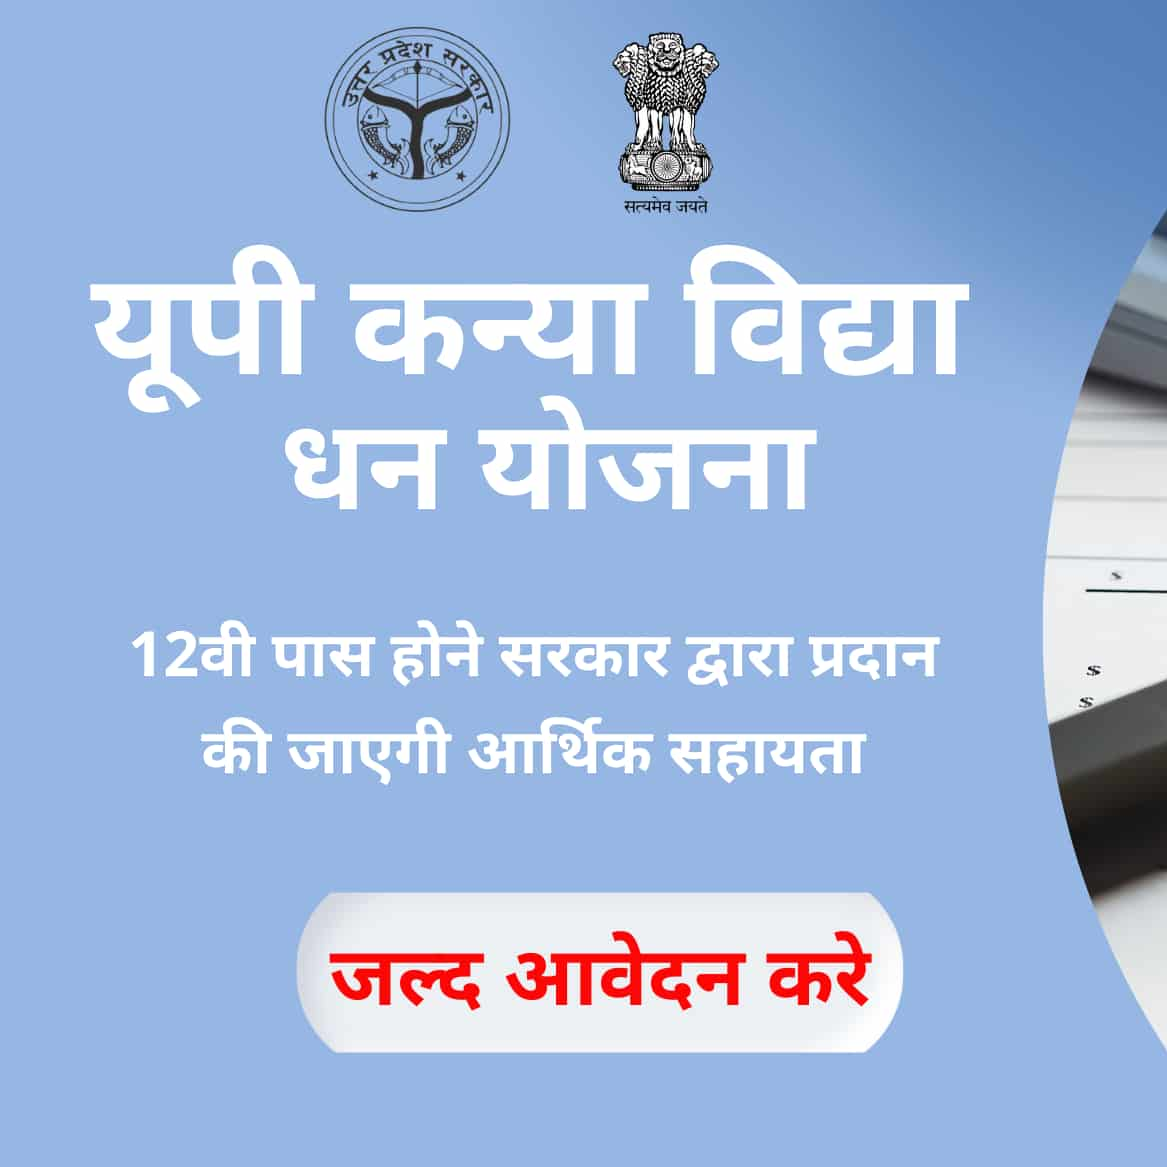 उत्तर प्रदेश सरकार
सत्यमेव जयते
यूपी कन्या विद्या
धन योजना
12वी पास होने सरकार द्वारा प्रदान
की जाएगी आर्थिक सहायता
जल्द आवेदन करे
$
$
$